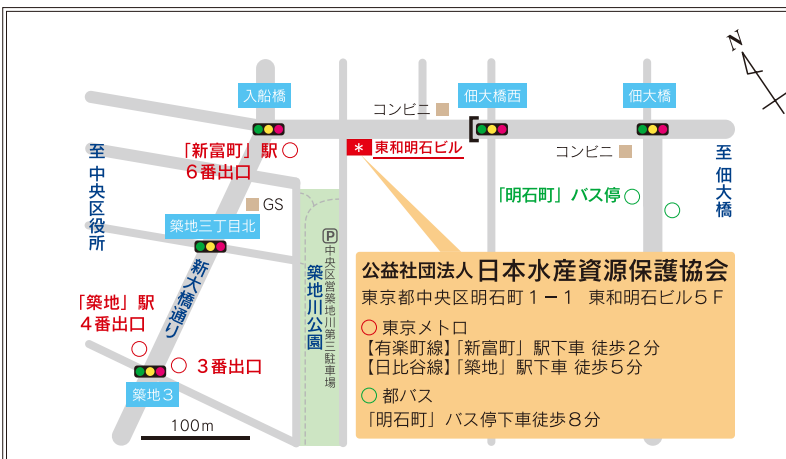 N
入船橋
佃大橋西
佃大橋
コンビニ
「新富町」駅
6番出口
*
東和明石ビル
コンビニ
至 中央区役所
至 佃大橋
「明石町」バス停
GS
築地三丁目北
新大橋通り
P
中央区営築地川第三駐車場
築地川公園
「築地」駅
4番出口
3番出口
築地3
100m
公益社団法人 日本水産資源保護協会
東京都中央区明石町1-1 東和明石ビル5F
東京メトロ
【有楽町線】「新富町」駅下車 徒歩2分
【日比谷線】「築地」駅下車 徒歩5分
都バス
「明石町」バス停下車徒歩8分